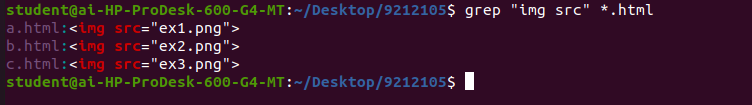 student@ai-HP-ProDesk-600-G4-MT:~/Desktop/9212105$ grep "img src" *.html
a.html:<img src="ex1.png">
b.html:<img src="ex2.png">
c.html:<img src="ex3.png">
student@ai-HP-ProDesk-600-G4-MT:~/Desktop/9212105$